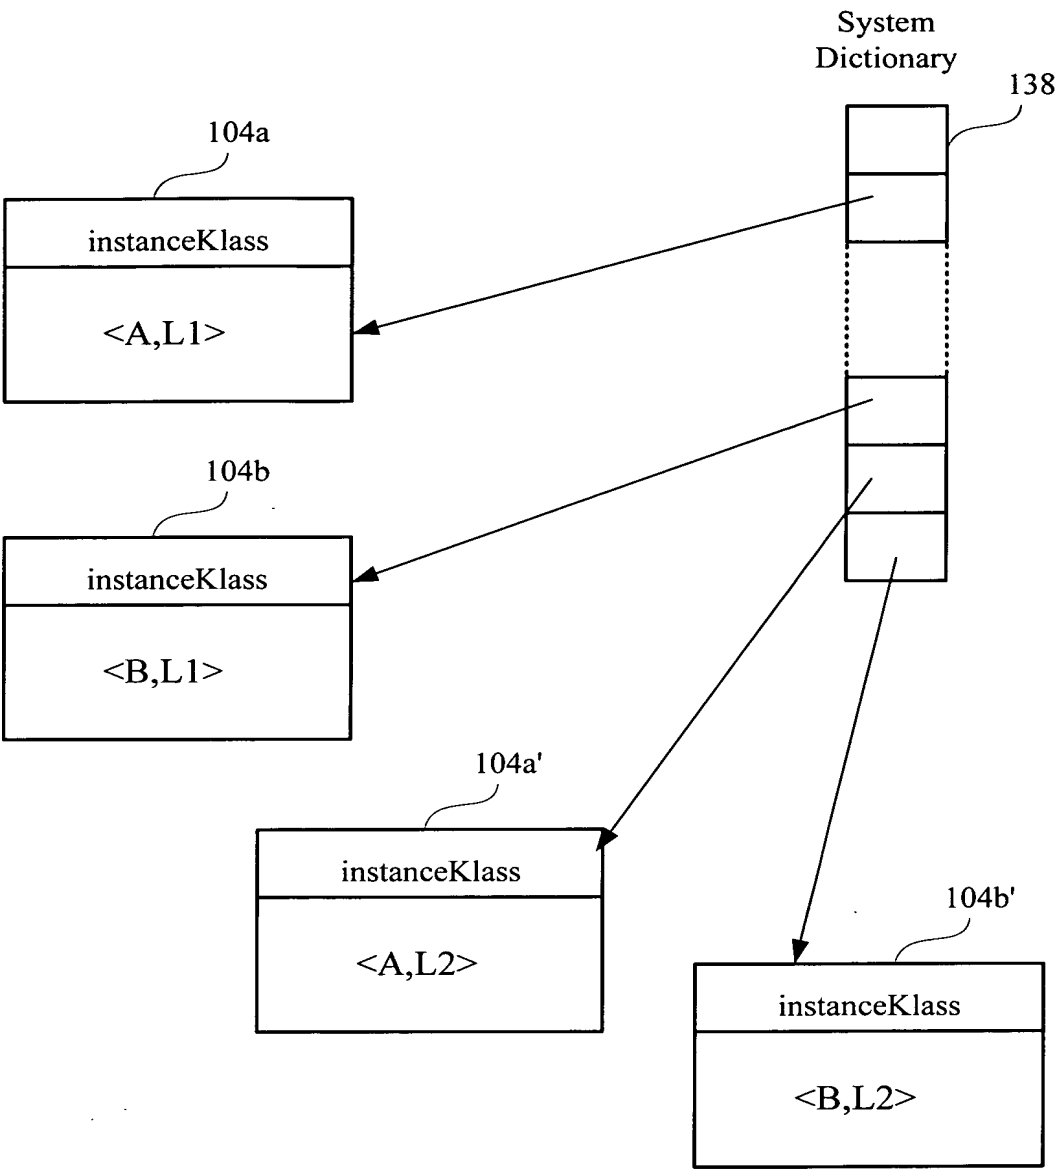 System
Dictionary
138
104a
instanceKlass
<A,L1>
104b
instanceKlass
<B,L1>
104a'
instanceKlass
<A,L2>
104b'
instanceKlass
<B,L2>